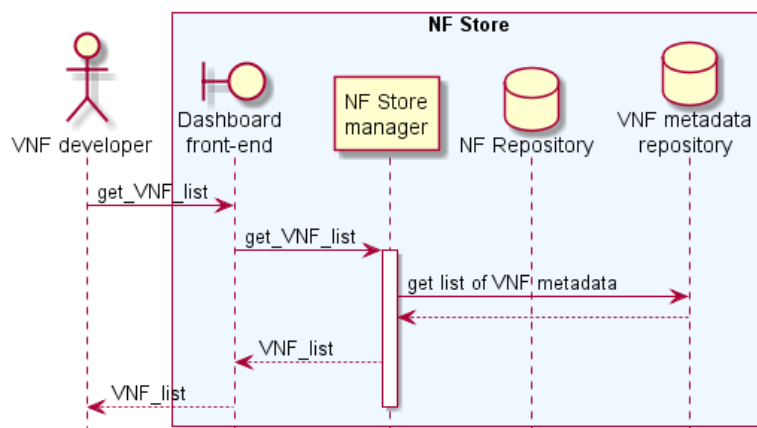 NF Store
VNF developer
Dashboard
front-end
NF Store
manager
NF Repository
VNF metadata
repository
get_VNF_list
get_VNF_list
get list of VNF metadata
VNF_list
VNF_list